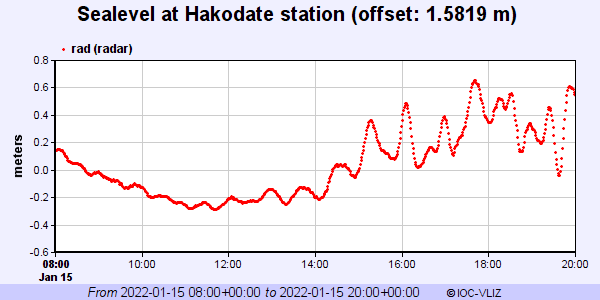 Sealevel at Hakodate station (offset: 1.5819 m)
rad (radar)
0.8
0.6
0.4
0.2
0.0
-0.2
-0.4
-0.6
meters
08:00 10:00 12:00 14:00 16:00 18:00 20:00
Jan 15
From 2022-01-15 08:00+00:00 to 2022-01-15 20:00+00:00 © IOC-VLIZ